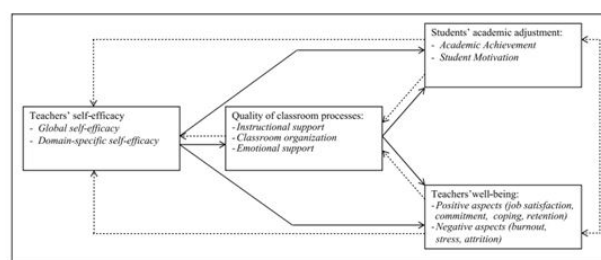 Teachers' self-efficacy
- Global self-efficacy
- Domain-specific self-efficacy
Quality of classroom processes:
-Instructional support
-Classroom organization
-Emotional support
Students' academic adjustment:
- Academic Achievement
- Student Motivation
Teachers'well-being:
-Positive aspects (job satisfaction,
commitment, coping, retention)
-Negative aspects (burnout,
stress, attrition)